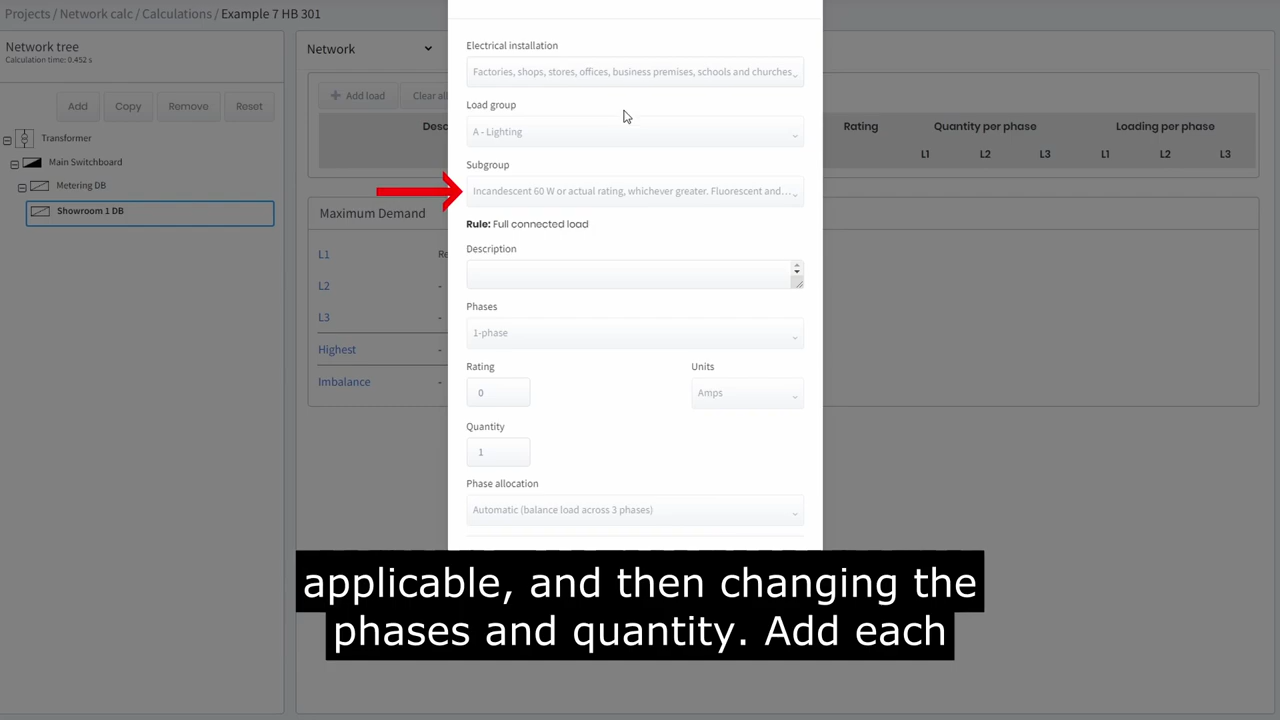 Projects / Network calc / Calculations / Example 7 HB 301
Network tree
Calculation time: 0.452 s
Add
Copy
Remove
Reset
Transformer
Main Switchboard
Metering DB
Showroom 1 DB
Network
Add load
Clear al
Desc
Rating
Quantity per phase
Loading per phase
L1
L2
L3
L1
L2
L3
Maximum Demand
L1
Re
L2
-
L3
-
Highest
-
Imbalance
-
Electrical installation
Factories, shops, stores, offices, business premises, schools and churches
Load group
A - Lighting
Subgroup
Incandescent 60 W or actual rating, whichever greater. Fluorescent and...
Rule: Full connected load
Description
Phases
1-phase
Rating
Units
0
Amps
Quantity
1
Phase allocation
Automatic (balance load across 3 phases)
applicable, and then changing the
phases and quantity. Add each